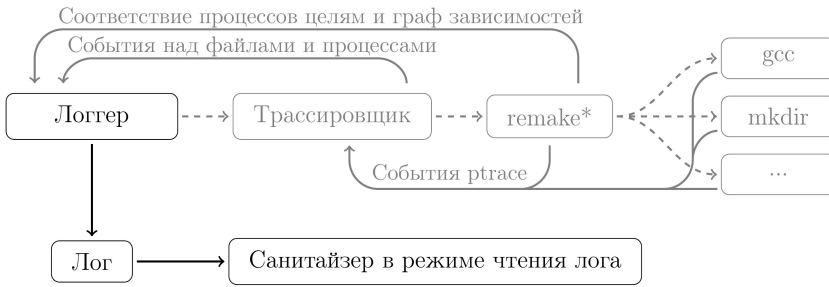 Соответствие процессов целям и граф зависимостей
События над файлами и процессами
gcc
Логгер
Трассировщик
remake*
mkdir
События ptrace
...
Лог
Санитайзер в режиме чтения лога